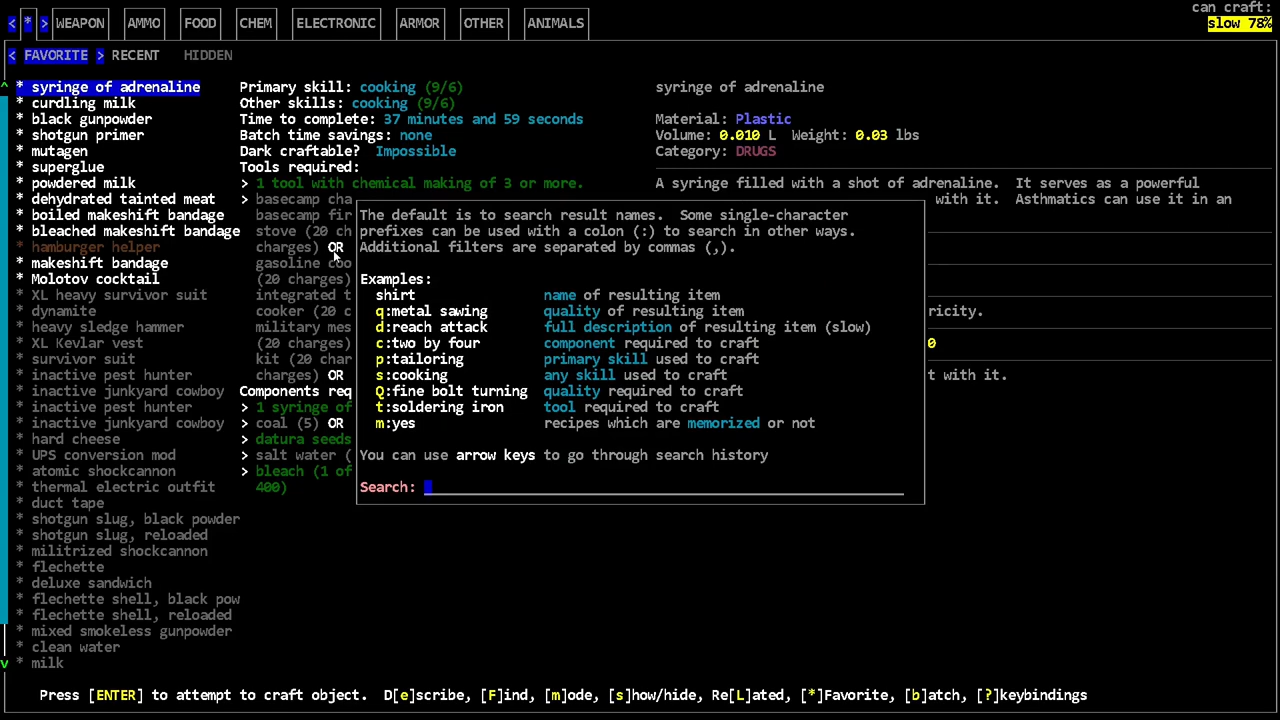 can craft:
< * > WEAPON AMMO FOOD CHEM ELECTRONIC ARMOR OTHER ANIMALS slow 78%
< FAVORITE > RECENT HIDDEN
^ * syringe of adrenaline Primary skill: cooking (9/6) syringe of adrenaline
* curdling milk Other skills: cooking (9/6)
* black gunpowder Time to complete: 37 minutes and 59 seconds Material: Plastic
* shotgun primer Batch time savings: none Volume: 0.010 L Weight: 0.03 lbs
* mutagen Dark craftable? Impossible Category: DRUGS
* superglue Tools required:
* powdered milk > 1 tool with chemical making of 3 or more. A syringe filled with a shot of adrenaline. It serves as a powerful
* dehydrated tainted meat > basecamp cha with it. Asthmatics can use it in an
* boiled makeshift bandage basecamp fir The default is to search result names. Some single-character
* bleached makeshift bandage stove (20 ch prefixes can be used with a colon (:) to search in other ways.
* hamburger helper charges) OR Additional filters are separated by commas (,).
* makeshift bandage gasoline coo
* Molotov cocktail (20 charges) Examples:
* XL heavy survivor suit integrated t shirt name of resulting item
* dynamite cooker (20 c q:metal sawing quality of resulting item ricity.
* heavy sledge hammer military mes d:reach attack full description of resulting item (slow)
* XL Kevlar vest (20 charges) c:two by four component required to craft 0
* survivor suit kit (20 char p:tailoring primary skill used to craft
* inactive pest hunter charges) OR s:cooking any skill used to craft t with it.
* inactive junkyard cowboy Components req Q:fine bolt turning quality required to craft
* inactive pest hunter > 1 syringe of t:soldering iron tool required to craft
* inactive junkyard cowboy > coal (5) OR m:yes recipes which are memorized or not
* hard cheese > datura seeds
* UPS conversion mod > salt water ( You can use arrow keys to go through search history
* atomic shockcannon > bleach (1 of
* thermal electric outfit 400) Search:
* duct tape
* shotgun slug, black powder
* shotgun slug, reloaded
* militrized shockcannon
* flechette
* deluxe sandwich
* flechette shell, black pow
* flechette shell, reloaded
* mixed smokeless gunpowder
* clean water
v * milk
Press [ENTER] to attempt to craft object. D[e]scribe, [F]ind, [m]ode, [s]how/hide, Re[L]ated, [*]Favorite, [b]atch, [?]keybindings